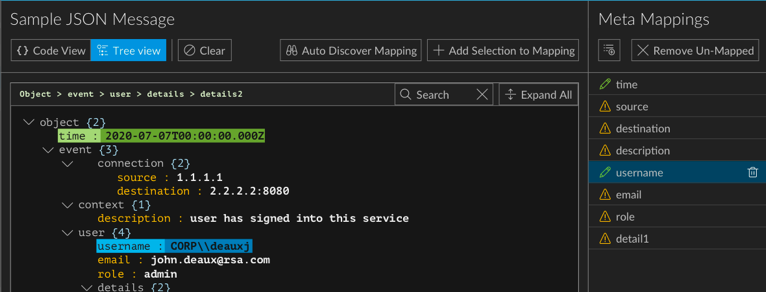 Sample JSON Message
Meta Mappings
{} Code View
Tree view
Clear
Auto Discover Mapping
+ Add Selection to Mapping
Remove Un-Mapped
Object > event > user > details > details2
Search
Expand All
object {2}
time : 2020-07-07T00:00:00.000Z
event {3}
connection {2}
source : 1.1.1.1
destination : 2.2.2.2:8080
context {1}
description : user has signed into this service
user {4}
username : CORP\\deauxj
email : john.deaux@rsa.com
role : admin
details {2}
time
source
destination
description
username
email
role
detail1